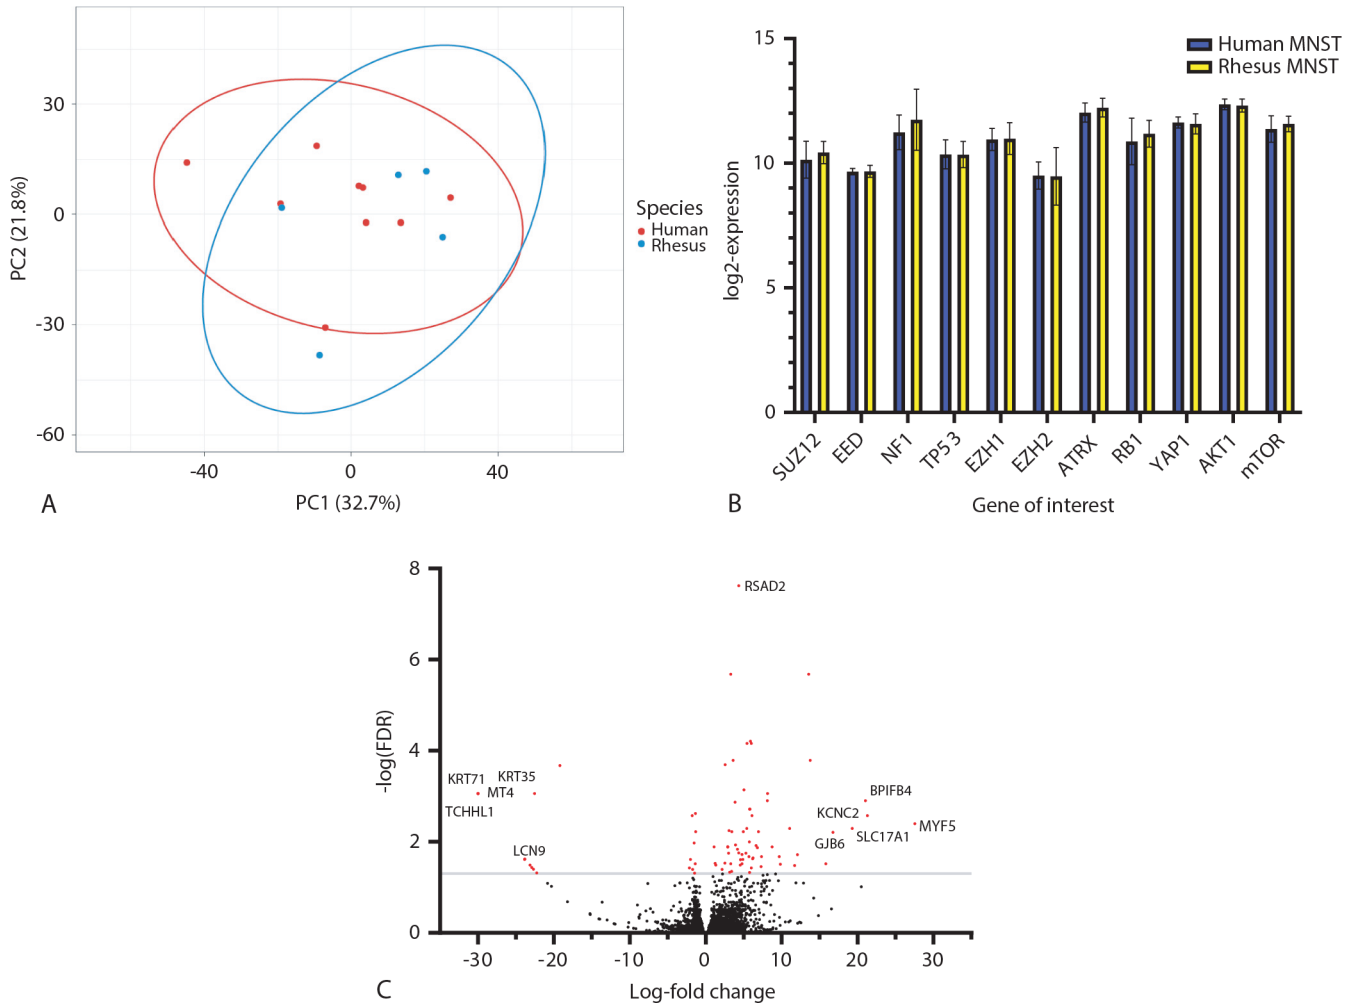 30
0
-30
-60
PC2 (21.8%)
-40
0
40
PC1 (32.7%)
Species
Human
Rhesus
A
15
10
5
0
log2-expression
Human MNST
Rhesus MNST
SUZ12
EED
NF1
TP53
EZH1
EZH2
ATRX
RB1
YAP1
AKT1
mTOR
Gene of interest
B
8
6
4
2
0
-log(FDR)
RSAD2
KRT71
KRT35
MT4
TCHHL1
LCN9
BPIFB4
KCNC2
MYF5
SLC17A1
GJB6
-30
-20
-10
0
10
20
30
Log-fold change
C